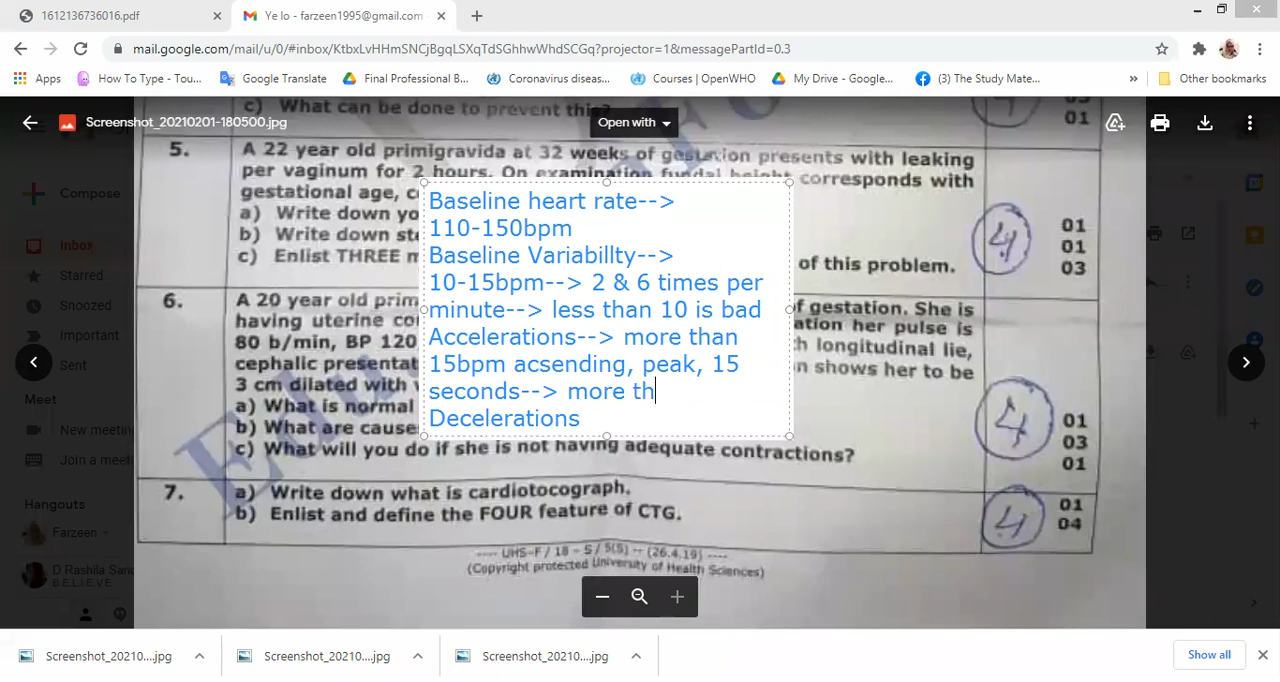 1612136736016.pdf
Ye lo - farzeen1995@gmail.com
mail.google.com/mail/u/0/#inbox/KtbxLvHHmSNCjBgqLSXqTdSGhhwWhdSCGq?projector=1&messagePartId=0.3
Apps How To Type - Tou... Google Translate Final Professional B... Coronavirus diseas... Courses | OpenWHO My Drive - Google... (3) The Study Mate... » Other bookmarks
c) What can be done to prevent this? 01
Screenshot_20210201-180500.jpg
Open with
5. A 22 year old primigravida at 32 weeks of gestation presents with leaking
per vaginum for 2 hours. On examination fundal height corresponds with
gestational age,
a) Write down 01
b) Write down 01
c) Enlist THREE of this problem. 03
4
Baseline heart rate-->
110-150bpm
Baseline Variabillty-->
10-15bpm--> 2 & 6 times per
minute--> less than 10 is bad
Accelerations--> more than
15bpm acsending, peak, 15
seconds--> more th
Decelerations
6. A 20 year old of gestation. She is
having uterine her pulse is
80 b/min, BP 120 longitudinal lie,
cephalic shows her to be
3 cm dilated with
a) What is normal 01
b) What are 03
c) What will you do if she is not having adequate contractions? 01
4
7. a) Write down what is cardiotocograph. 01
b) Enlist and define the FOUR feature of CTG. 04
4
---- UHS-F / 18 - S / 5(S) -- (26.4.19) ----
(Copyright protected University of Health Sciences)
Compose
Inbox
Starred
Snoozed
Important
Sent
Meet
New meetin
Join a meet
Hangouts
Farzeen
D Rashila Sand
B.E.L.I.E.V.E
Screenshot_20210....jpg
Screenshot_20210....jpg
Screenshot_20210....jpg
Show all